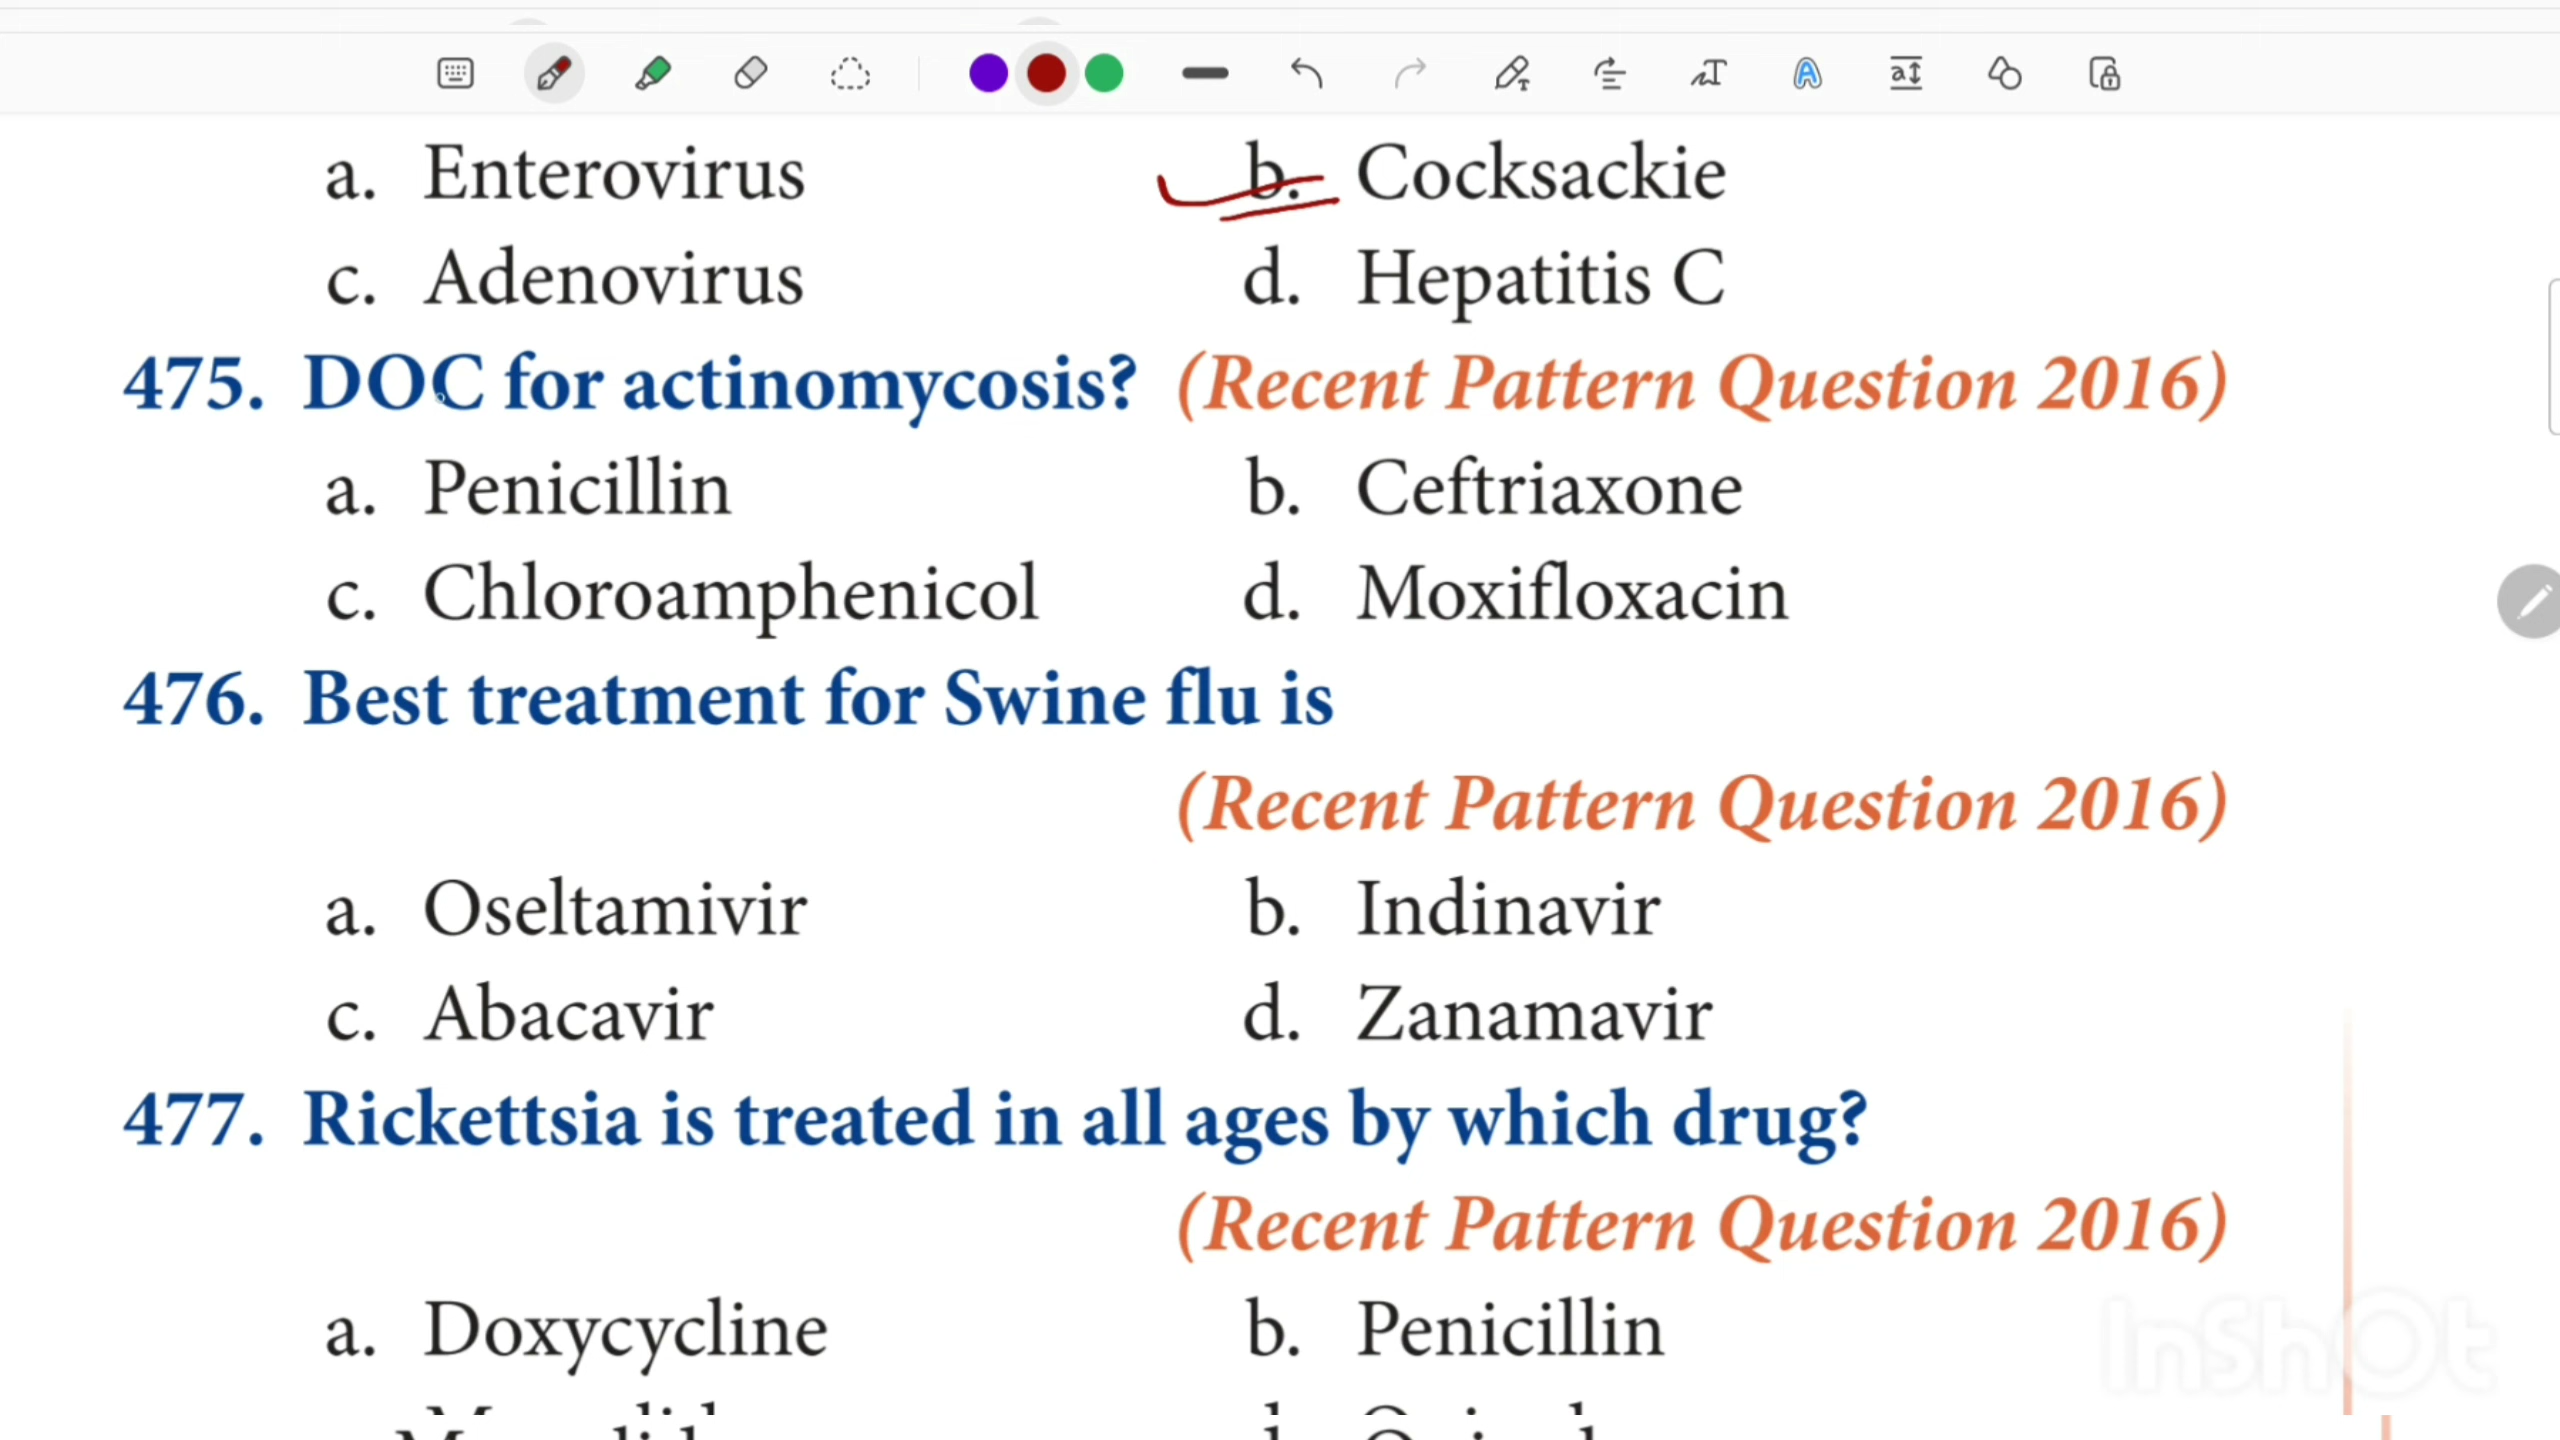 a. Enterovirus b. Cocksackie
c. Adenovirus d. Hepatitis C
475. DOC for actinomycosis? (Recent Pattern Question 2016)
a. Penicillin b. Ceftriaxone
c. Chloroamphenicol d. Moxifloxacin
476. Best treatment for Swine flu is
(Recent Pattern Question 2016)
a. Oseltamivir b. Indinavir
c. Abacavir d. Zanamavir
477. Rickettsia is treated in all ages by which drug?
(Recent Pattern Question 2016)
a. Doxycycline b. Penicillin
InShOt